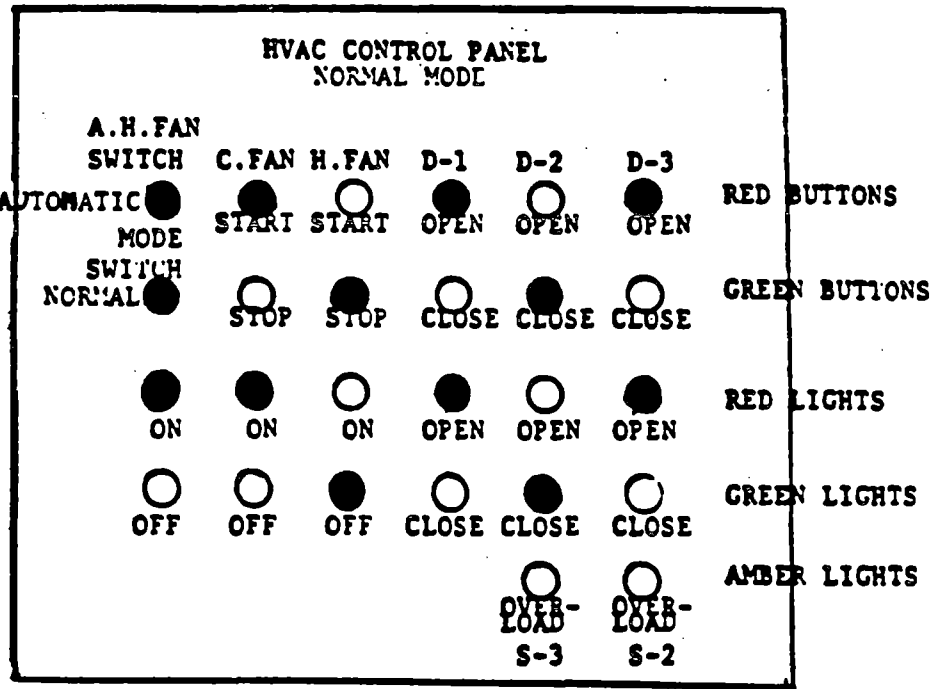 HVAC CONTROL PANEL
NORMAL MODE
A.H.FAN
SWITCH C.FAN H.FAN D-1 D-2 D-3
AUTOMATIC RED BUTTONS
START START OPEN OPEN OPEN
MODE
SWITCH
NORMAL GREEN BUTTONS
STOP STOP CLOSE CLOSE CLOSE
RED LIGHTS
ON ON ON OPEN OPEN OPEN
GREEN LIGHTS
OFF OFF OFF CLOSE CLOSE CLOSE
AMBER LIGHTS
OVER- OVER-
LOAD LOAD
S-3 S-2